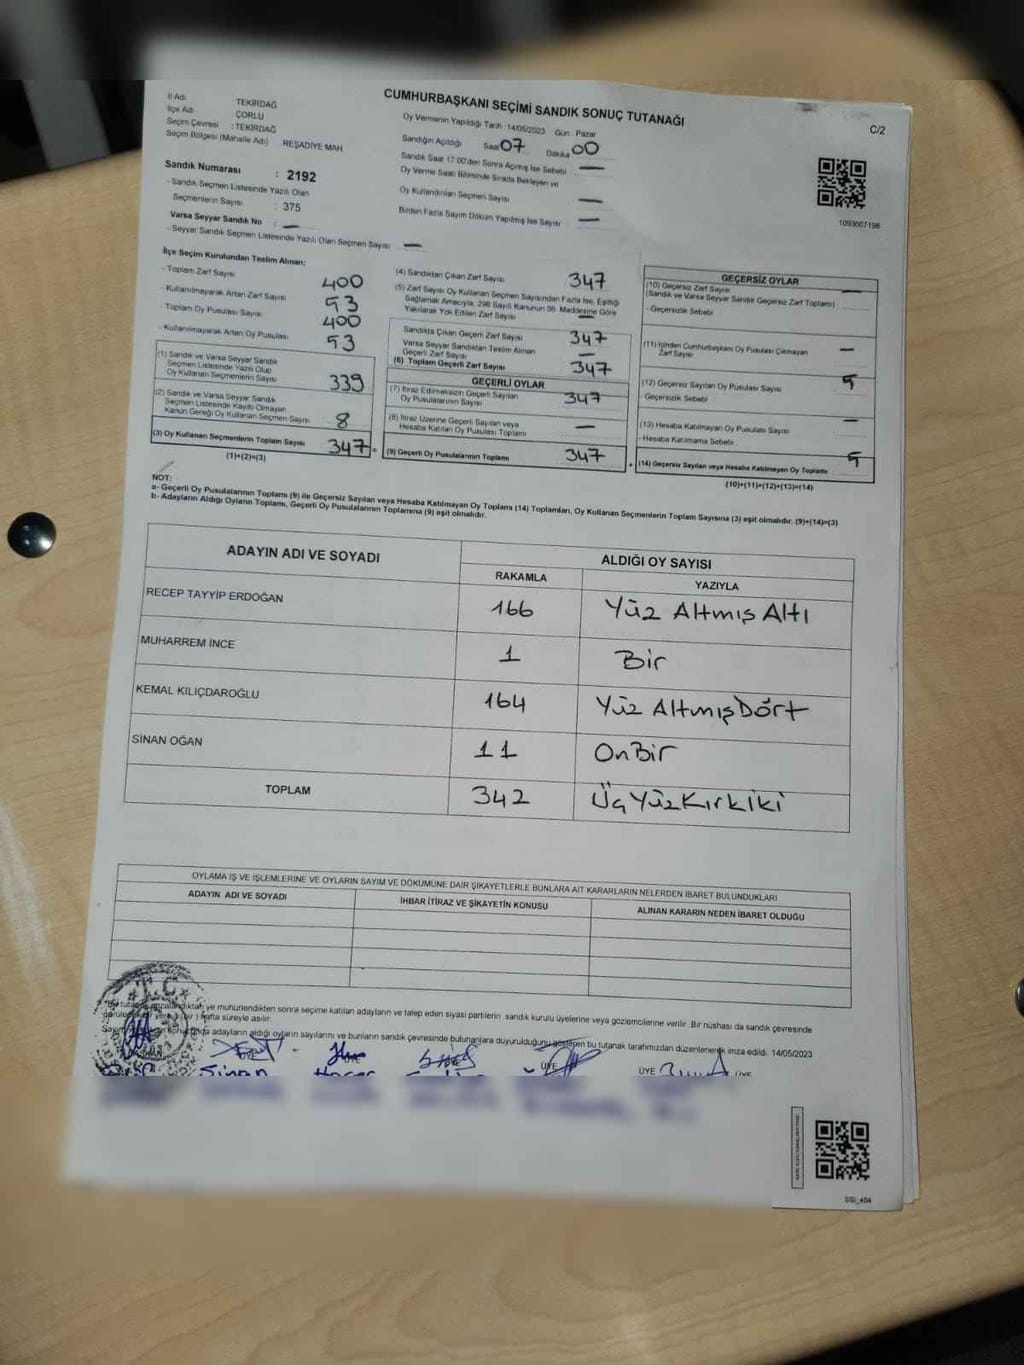 CUMHURBAŞKANI SEÇİMİ SANDIK SONUÇ TUTANAĞI
C/2
İl Adı TEKİRDAĞ
İlçe Adı ÇORLU
Seçim Çevresi : TEKİRDAĞ
Seçim Bölgesi (Mahalle Adı) REŞADİYE MAH.
Sandık Numarası : 2192
- Sandık Seçmen Listesinde Yazılı Olan
Seçmenlerin Sayısı : 375
Varsa Seyyar Sandık No : —
- Seyyar Sandık Seçmen Listesinde Yazılı Olan Seçmen Sayısı —
Oy Vermenin Yapıldığı Tarih :14/05/2023 Gün : Pazar
Sandığın Açıldığı Saat 07 Dakika 00
Sandık Saat 17:00'den Sonra Açılmış İse Sebebi : —
Oy Verme Saati Bitiminde Sırada Bekleyen ve
Oy Kullandırılan Seçmen Sayısı —
Birden Fazla Sayım Döküm Yapılmış İse Sayısı —
1093607198
İlçe Seçim Kurulundan Teslim Alınan;
- Toplam Zarf Sayısı 400
- Kullanılmayarak Artan Zarf Sayısı 53
- Toplam Oy Pusulası Sayısı 400
- Kullanılmayarak Artan Oy Pusulası 53
(1) Sandık ve Varsa Seyyar Sandık
Seçmen Listesinde Yazılı Olup
Oy Kullanan Seçmenlerin Sayısı 339
(2) Sandık ve Varsa Seyyar Sandık
Seçmen Listesinde Kayıtlı Olmayan
Kanun Gereği Oy Kullanan Seçmen Sayısı 8
(3) Oy Kullanan Seçmenlerin Toplam Sayısı : 347 =
(1)+(2)=(3)
(4) Sandıktan Çıkan Zarf Sayısı 347
(5) Zarf Sayısı Oy Kullanan Seçmen Sayısından Fazla İse, Eşitliği
Sağlamak Amacıyla, 298 Sayılı Kanunun 98. Maddesine Göre
Yakılarak Yok Edilen Zarf Sayısı —
Sandıkta Çıkan Geçerli Zarf Sayısı 347
Varsa Seyyar Sandıktan Teslim Alınan
Geçerli Zarf Sayısı —
(6) Toplam Geçerli Zarf Sayısı 347
GEÇERLİ OYLAR
(7) İtiraz Edilmeksizin Geçerli Sayılan
Oy Pusulalarının Sayısı 347
(8) İtiraz Üzerine Geçerli Sayılan veya
Hesaba Katılan Oy Pusulası Toplamı —
(9) Geçerli Oy Pusulalarının Toplamı 347 +
GEÇERSİZ OYLAR
(10) Geçersiz Zarf Sayısı —
(Sandık ve Varsa Seyyar Sandık Geçersiz Zarf Toplamı)
- Geçersizlik Sebebi
(11) İçinden Cumhurbaşkanı Oy Pusulası Çıkmayan
Zarf Sayısı —
(12) Geçersiz Sayılan Oy Pusulası Sayısı 5
Geçersizlik Sebebi
(13) Hesaba Katılmayan Oy Pusulası Sayısı —
- Hesaba Katılmama Sebebi
(14) Geçersiz Sayılan veya Hesaba Katılmayan Oy Toplamı 5
(10)+(11)+(12)+(13)=(14)
NOT:
a- Geçerli Oy Pusulalarının Toplamı (9) ile Geçersiz Sayılan veya Hesaba Katılmayan Oy Toplamı (14) Toplamları, Oy Kullanan Seçmenlerin Toplam Sayısına (3) eşit olmalıdır. (9)+(14)=(3)
b- Adayların Aldığı Oyların Toplamı, Geçerli Oy Pusulalarının Toplamına (9) eşit olmalıdır.
ADAYIN ADI VE SOYADI
ALDIĞI OY SAYISI
RAKAMLA YAZIYLA
RECEP TAYYİP ERDOĞAN 166 Yüz Altmış Altı
MUHARREM İNCE 1 Bir
KEMAL KILIÇDAROĞLU 164 Yüz Altmış Dört
SİNAN OĞAN 11 OnBir
TOPLAM 342 ÜçYüzKırkiki
OYLAMA İŞ VE İŞLEMLERİNE VE OYLARIN SAYIM VE DÖKÜMÜNE DAİR ŞİKAYETLERLE BUNLARA AİT KARARLARIN NELERDEN İBARET BULUNDUKLARI
ADAYIN ADI VE SOYADI İHBAR İTİRAZ VE ŞİKAYETİN KONUSU ALINAN KARARIN NEDEN İBARET OLDUĞU
ve mühürlendikten sonra seçime katılan adayların ve talep eden siyasi partilerin sandık kurulu üyelerine veya gözlemcilerine verilir. Bir nüshası da sandık çevresinde
hafta süreyle asılır.
adayların aldığı oyların sayılarını ve bunların sandık çevresinde bulunanlara duyurulduğunu gösteren bu tutanak tarafımızdan düzenlenerek imza edildi. 14/05/2023
ÜYE ÜYE ÜYE
Sinan
SSİ_404